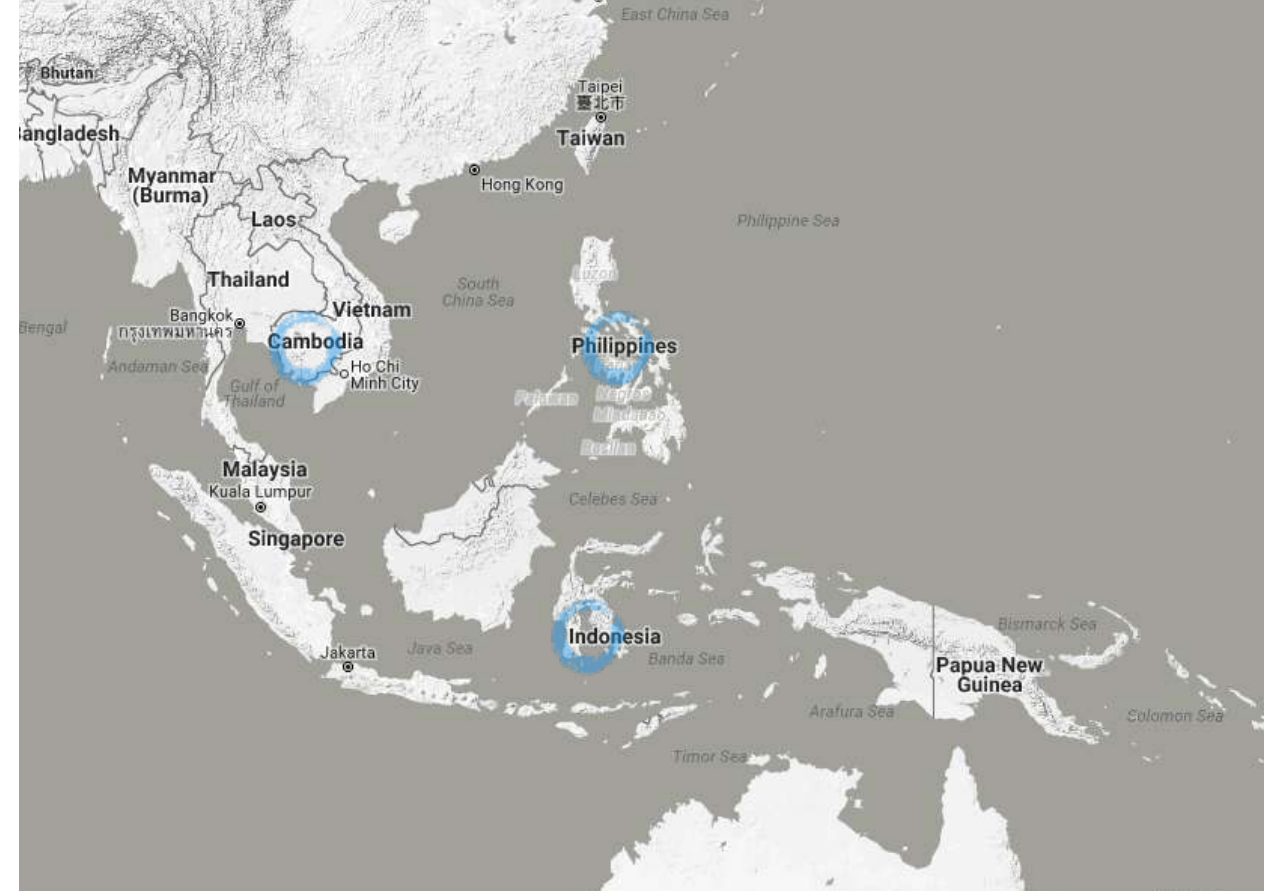 East China Sea
Bhutan
Taipei
臺北市
Bangladesh
Taiwan
Myanmar
(Burma)
Hong Kong
Laos
Philippine Sea
Luzon
Thailand
South
China Sea
Vietnam
Bangkok
กรุงเทพมหานคร
Bengal
Cambodia
Philippines
Andaman Sea
Ho Chi
Minh City
Gulf of
Thailand
Palawan
Negros
Mindanao
Basilan
Malaysia
Kuala Lumpur
Celebes Sea
Singapore
Bismarck Sea
Indonesia
Java Sea
Jakarta
Banda Sea
Papua New
Guinea
Arafura Sea
Solomon Sea
Timor Sea